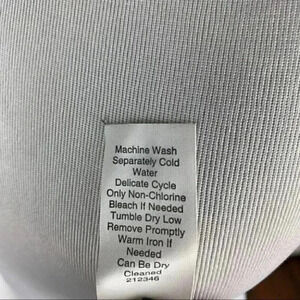 Machine Wash
Separately Cold
Water
Delicate Cycle
Only Non-Chlorine
Bleach If Needed
Tumble Dry Low
Remove Promptly
Warm Iron If
Needed
Can Be Dry
Cleaned
212346